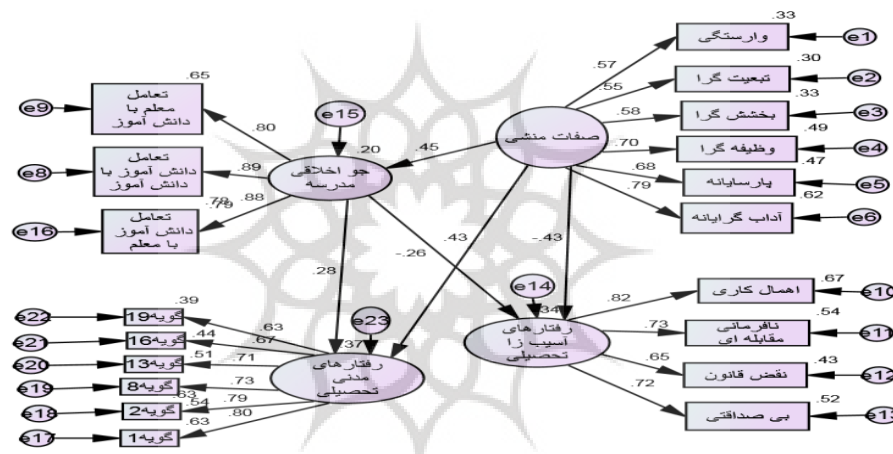 .33
وارستگی
e1
.57
.30
تبعیت گرا
e2
.55
.33
بخشش گرا
e3
.58
.49
وظیفه گرا
e4
.70
.47
پارسایانه
e5
.68
.62
آداب گرایانه
e6
.79
صفات منشی
.65
تعامل
معلم با
دانش آموز
e9
.80
تعامل
دانش آموز با
دانش آموز
e8
.89
.78
.79
تعامل
دانش آموز
با معلم
e16
.88
e15
.20
جو اخلاقی
مدرسه
.45
.28
-.26
.43
-.43
e14
.34
رفتارهای
آسیب زا
تحصیلی
.67
اهمال کاری
e10
.82
.54
نافرمانی
مقابله ای
e11
.73
.43
نقض قانون
e12
.65
.52
بی صداقتی
e13
.72
e23
.37
رفتارهای
مدنی
تحصیلی
.39
گویه19
e22
.63
.44
گویه16
e21
.67
.51
گویه13
e20
.71
گویه8
e19
.73
.63
.54
گویه2
e18
.79
.63
گویه1
e17
.80